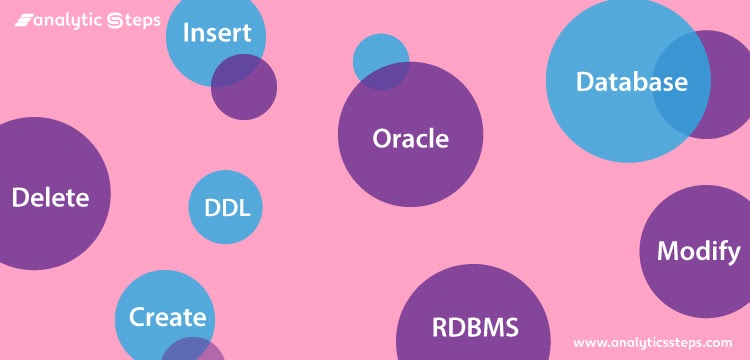 analytic Steps
Insert
Database
Oracle
Delete
DDL
Modify
Create
RDBMS
www.analyticssteps.com